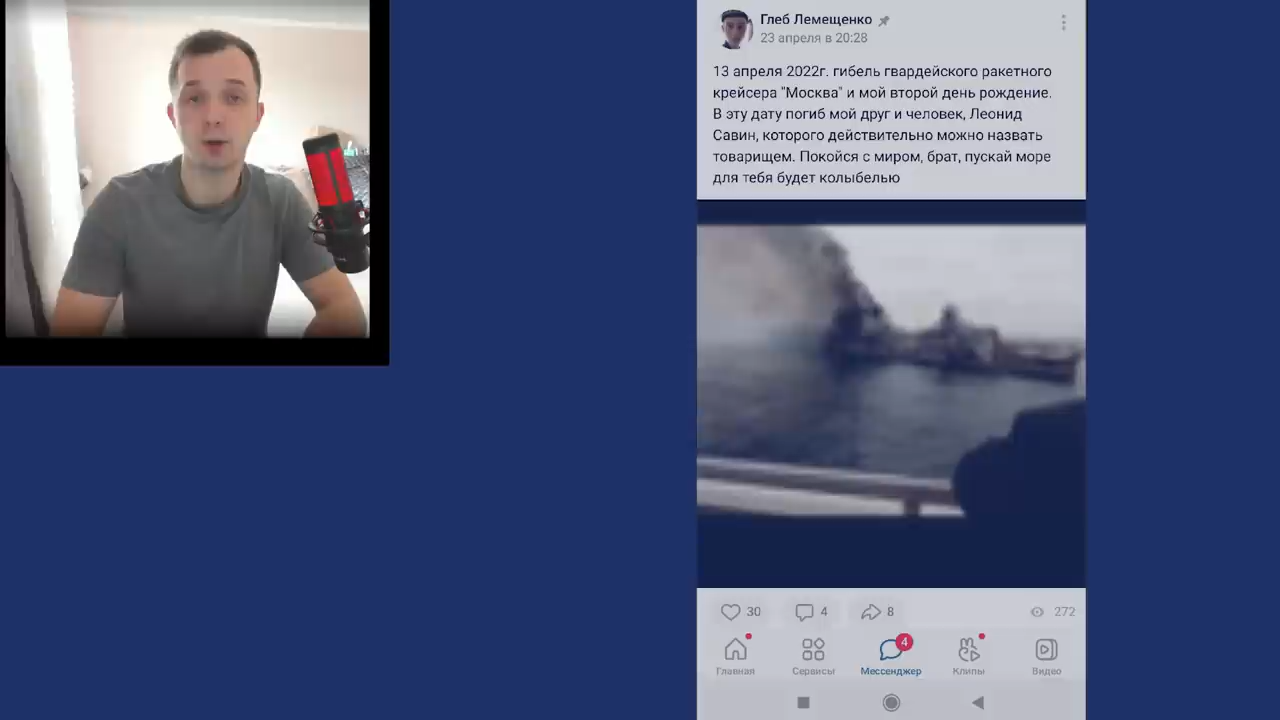 Глеб Лемещенко
23 апреля в 20:28
13 апреля 2022г. гибель гвардейского ракетного
крейсера "Москва" и мой второй день рождение.
В эту дату погиб мой друг и человек, Леонид
Савин, которого действительно можно назвать
товарищем. Покойся с миром, брат, пускай море
для тебя будет колыбелью
30 4 8 272
4
Главная Сервисы Мессенджер Клипы Видео